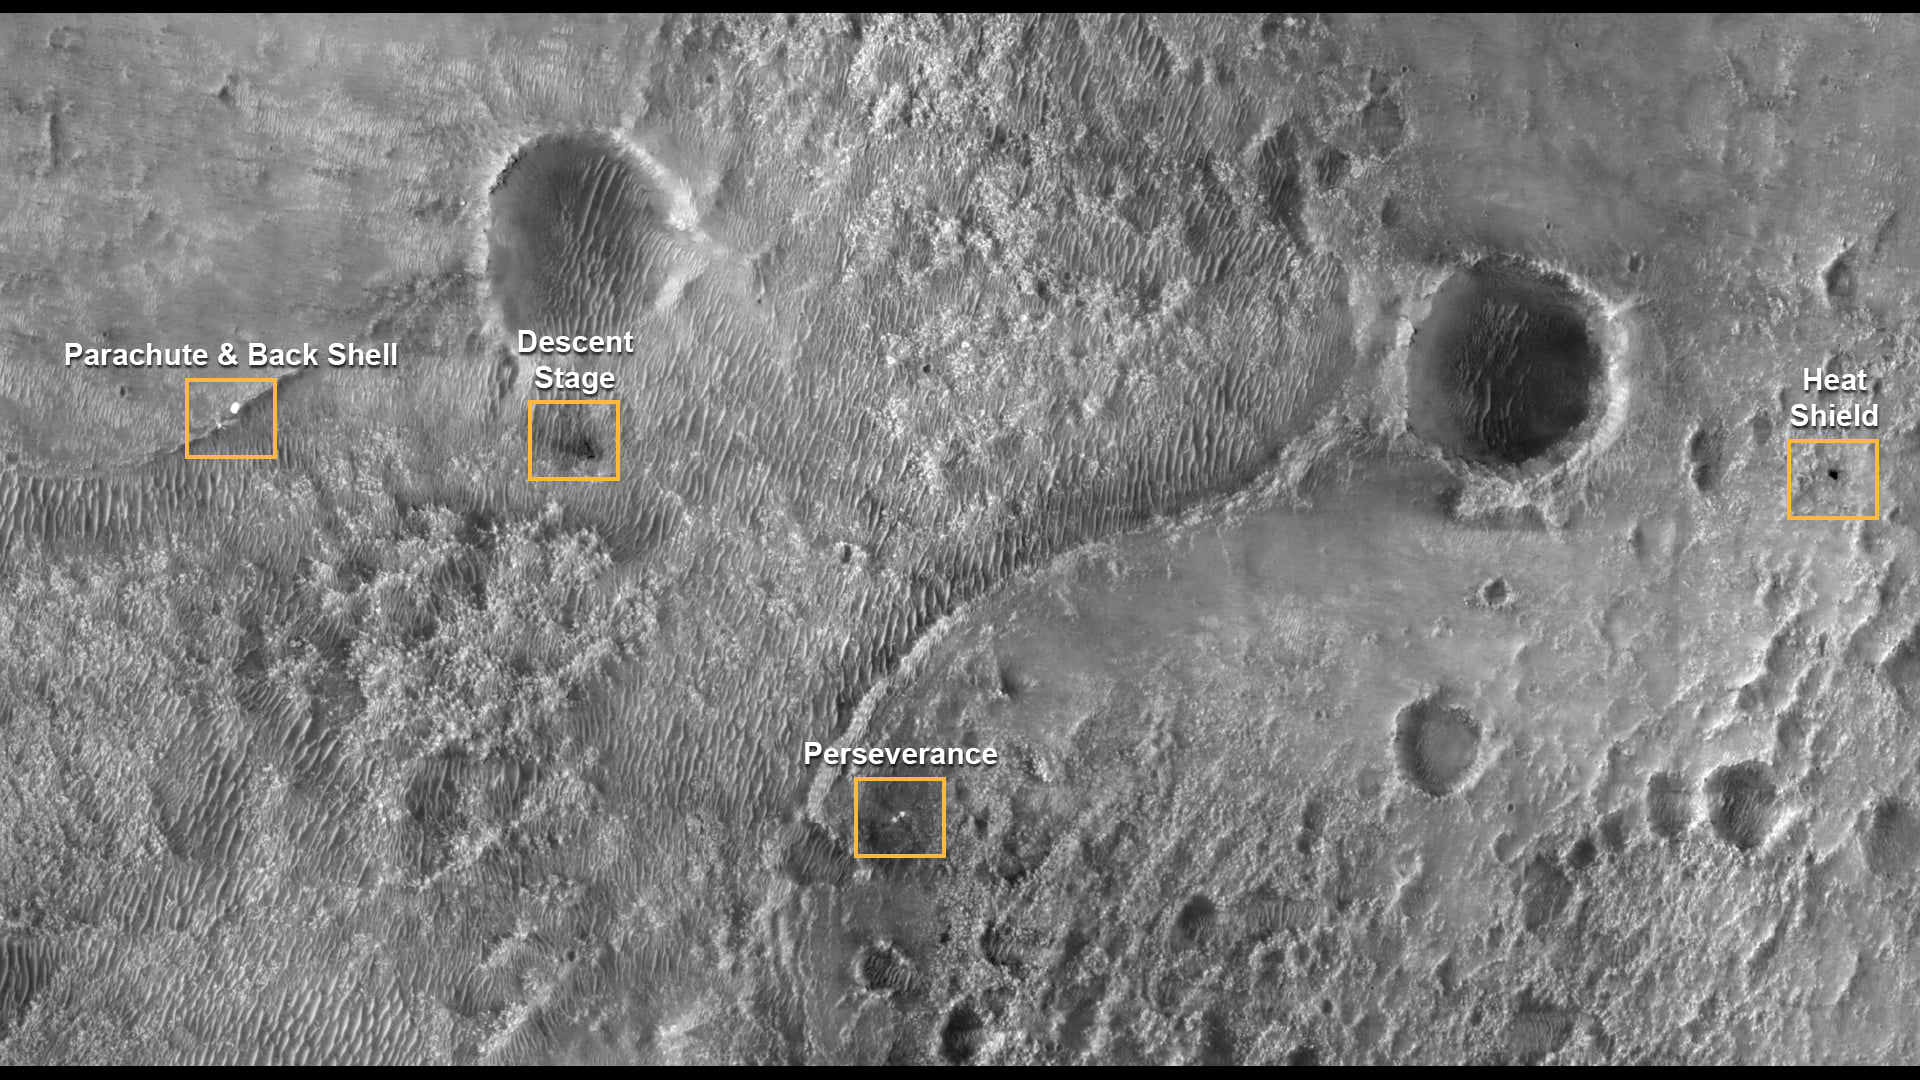 Parachute & Back Shell
Descent
Stage
Heat
Shield
Perseverance